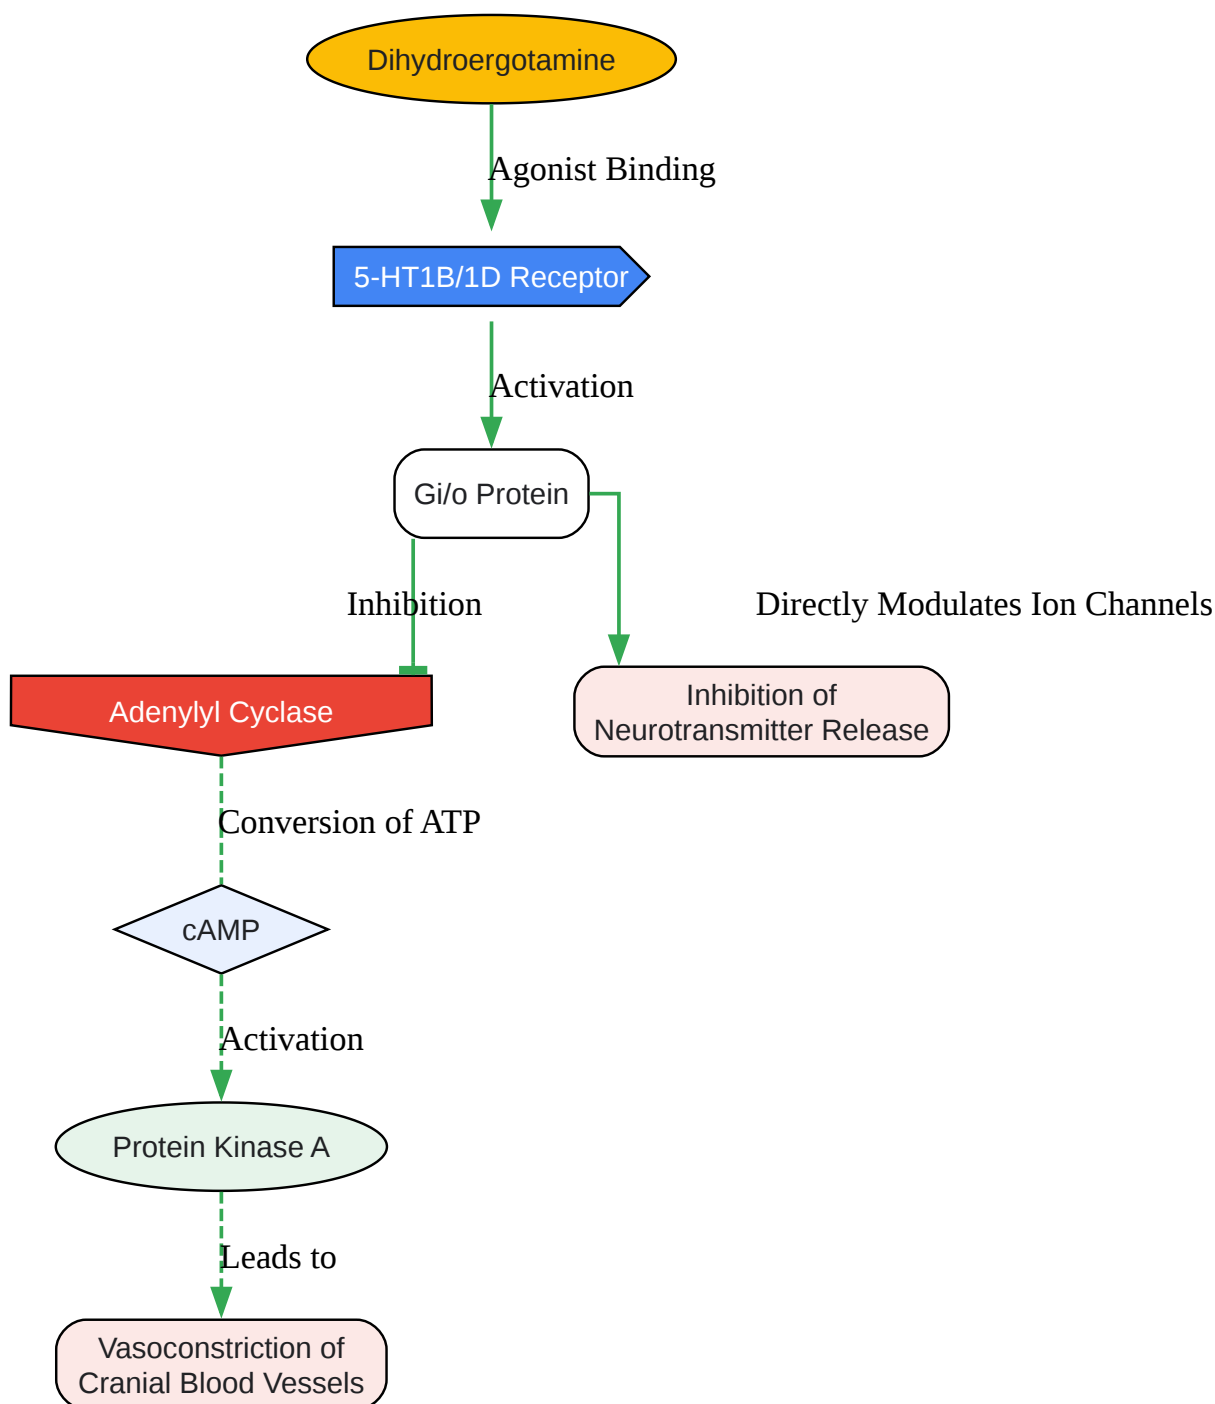 Dihydroergotamine
Agonist Binding
5-HT1B/1D Receptor
Activation
Gi/o Protein
Inhibition
Directly Modulates Ion Channels
Adenylyl Cyclase
Inhibition of
Neurotransmitter Release
Conversion of ATP
cAMP
Activation
Protein Kinase A
Leads to
Vasoconstriction of
Cranial Blood Vessels